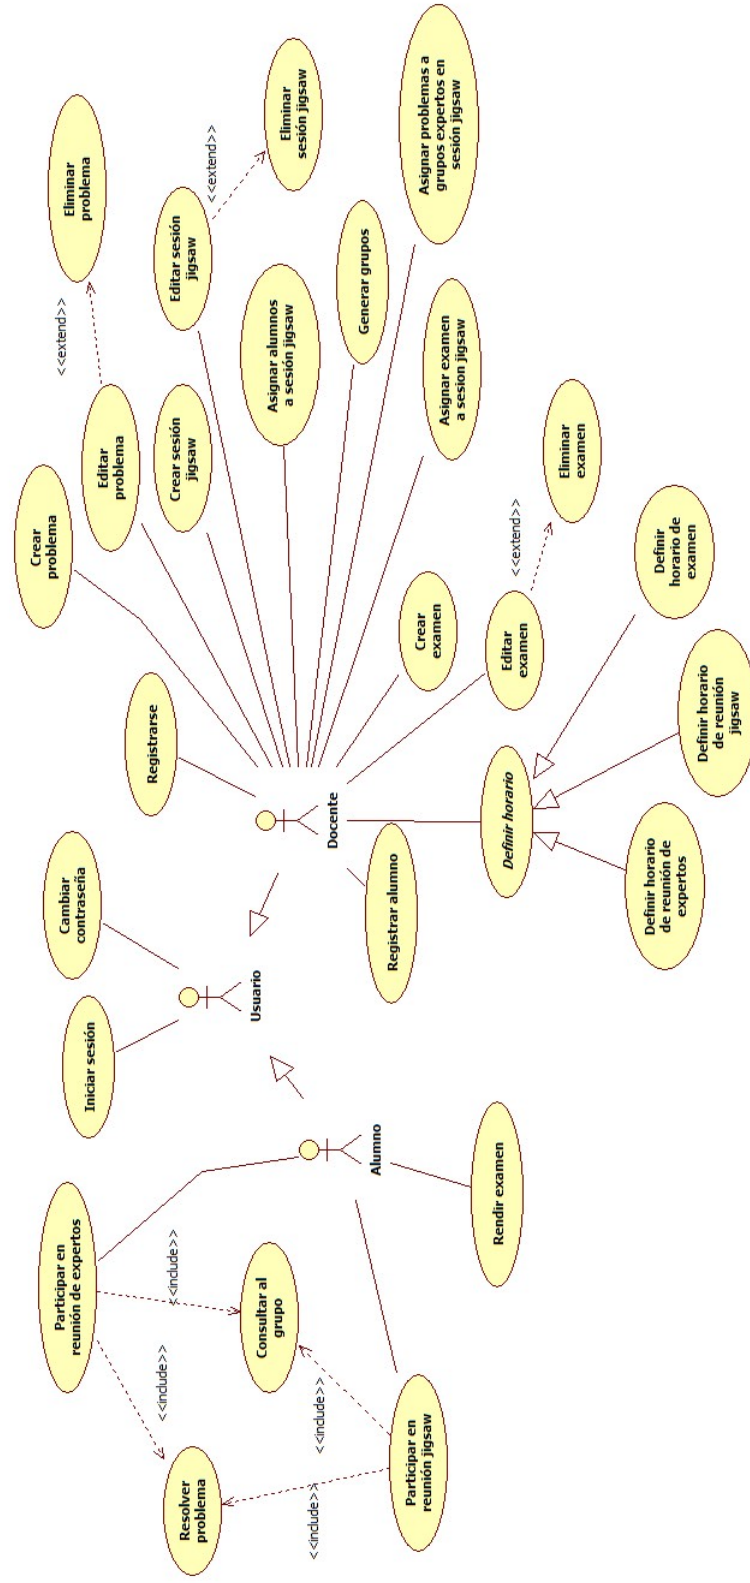 Participar en
reunión de expertos
<<include>>
<<include>>
Resolver
problema
Consultar al
grupo
<<include>>
<<include>>
Participar en
reunión jigsaw
Alumno
Rendir examen
Iniciar sesión
Cambiar
contraseña
Usuario
Registrarse
Docente
Registrar alumno
Crear
problema
Editar
problema
<<extend>>
Eliminar
problema
Crear sesión
jigsaw
Editar sesión
jigsaw
<<extend>>
Eliminar
sesión jigsaw
Asignar alumnos
a sesión jigsaw
Generar grupos
Asignar problemas a
grupos expertos en
sesión jigsaw
Asignar examen
a sesion jigsaw
Crear
examen
Editar
examen
<<extend>>
Eliminar
examen
Definir horario
Definir horario
de reunión de
expertos
Definir horario
de reunión
jigsaw
Definir
horario de
examen